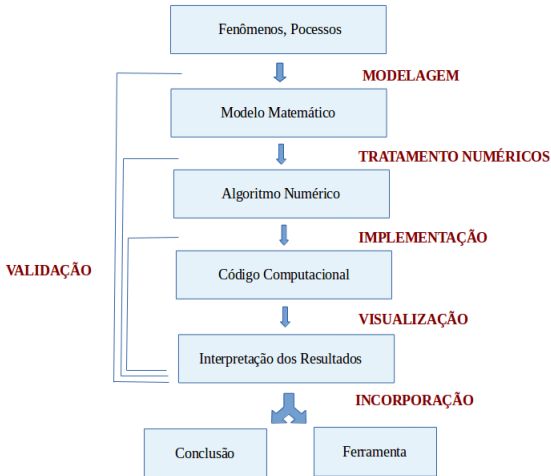 Fenômenos, Pocessos
MODELAGEM
Modelo Matemático
TRATAMENTO NUMÉRICOS
Algoritmo Numérico
IMPLEMENTAÇÃO
VALIDAÇÃO
Código Computacional
VISUALIZAÇÃO
Interpretação dos Resultados
INCORPORAÇÃO
Conclusão
Ferramenta